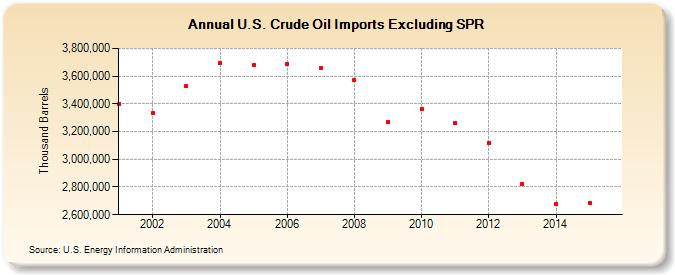 Annual U.S. Crude Oil Imports Excluding SPR
Thousand Barrels
3,800,000
3,600,000
3,400,000
3,200,000
3,000,000
2,800,000
2,600,000
2002 2004 2006 2008 2010 2012 2014
Source: U.S. Energy Information Administration